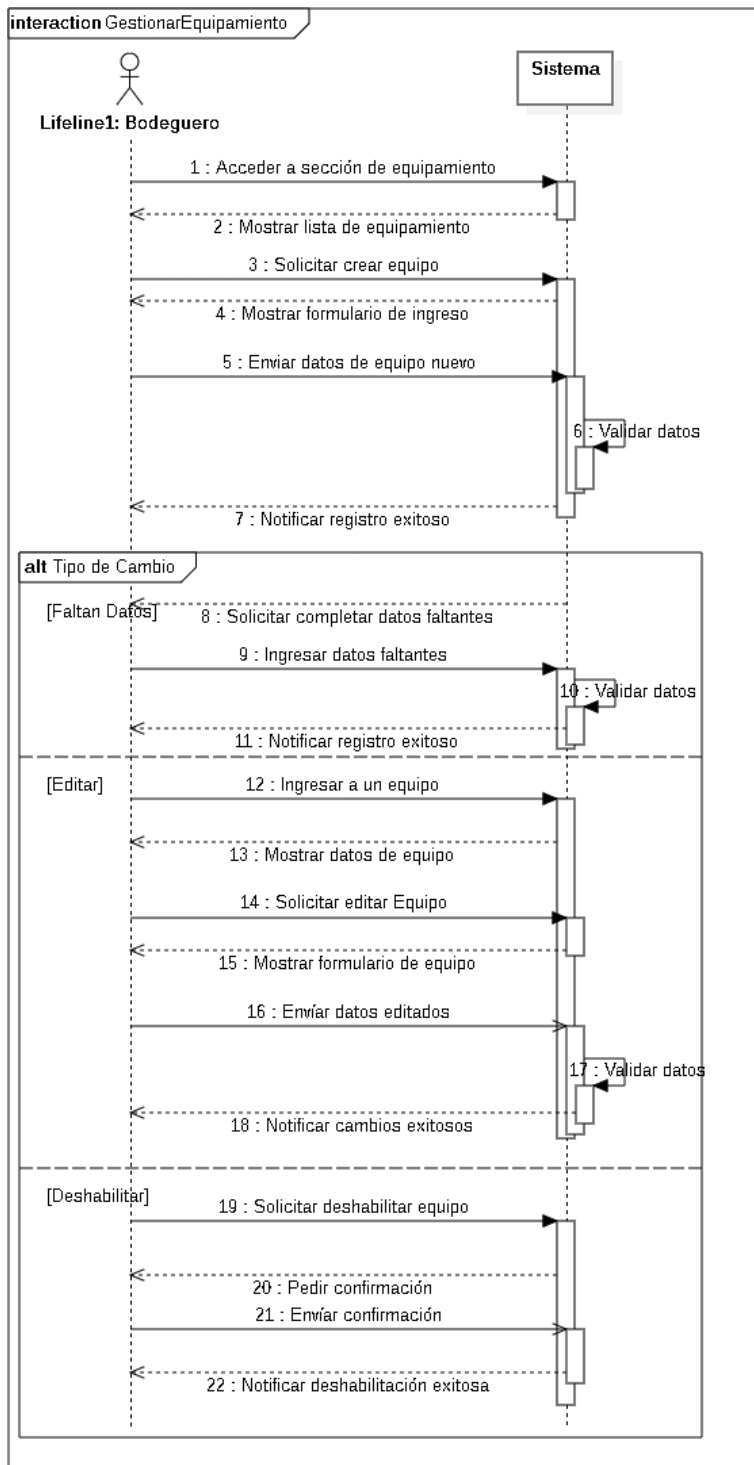 interaction GestionarEquipamiento
Sistema
Lifeline1: Bodeguero
1 : Acceder a sección de equipamiento
2 : Mostrar lista de equipamiento
3 : Solicitar crear equipo
4 : Mostrar formulario de ingreso
5 : Enviar datos de equipo nuevo
6 : Validar datos
7 : Notificar registro exitoso
alt Tipo de Cambio
[Faltan Datos]
8 : Solicitar completar datos faltantes
9 : Ingresar datos faltantes
10 : Validar datos
11 : Notificar registro exitoso
[Editar]
12 : Ingresar a un equipo
13 : Mostrar datos de equipo
14 : Solicitar editar Equipo
15 : Mostrar formulario de equipo
16 : Envíar datos editados
17 : Validar datos
18 : Notificar cambios exitosos
[Deshabilitar]
19 : Solicitar deshabilitar equipo
20 : Pedir confirmación
21 : Envíar confirmación
22 : Notificar deshabilitación exitosa